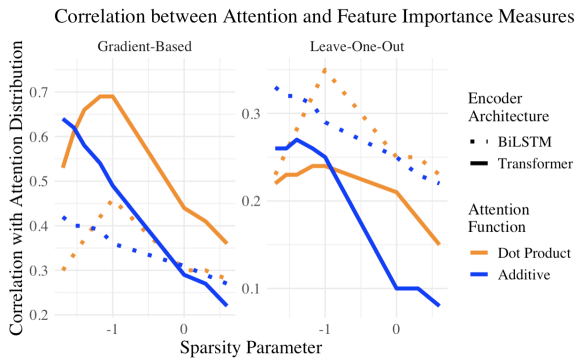 Correlation between Attention and Feature Importance Measures
Gradient-Based
Leave-One-Out
Correlation with Attention Distribution
0.7
0.6
0.5
0.4
0.3
0.2
0.3
0.2
0.1
-1
0
-1
0
Sparsity Parameter
Encoder
Architecture
BiLSTM
Transformer
Attention
Function
Dot Product
Additive